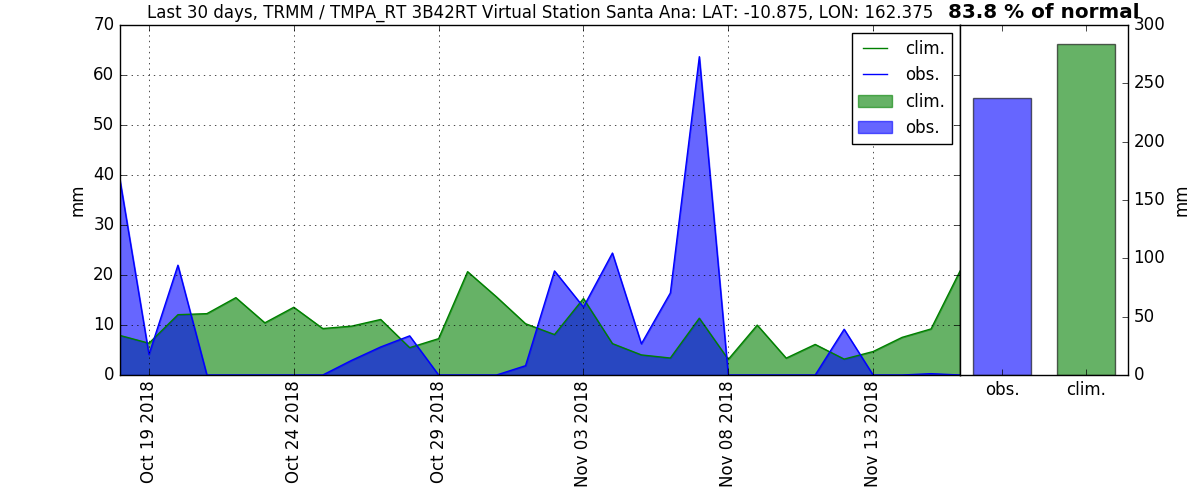 Last 30 days, TRMM / TMPA_RT 3B42RT Virtual Station Santa Ana: LAT: -10.875, LON: 162.375
83.8 % of normal
70
60
50
40
30
20
10
0
mm
clim.
obs.
clim.
obs.
Oct 19 2018
Oct 24 2018
Oct 29 2018
Nov 03 2018
Nov 08 2018
Nov 13 2018
300
250
200
150
100
50
0
mm
obs.
clim.